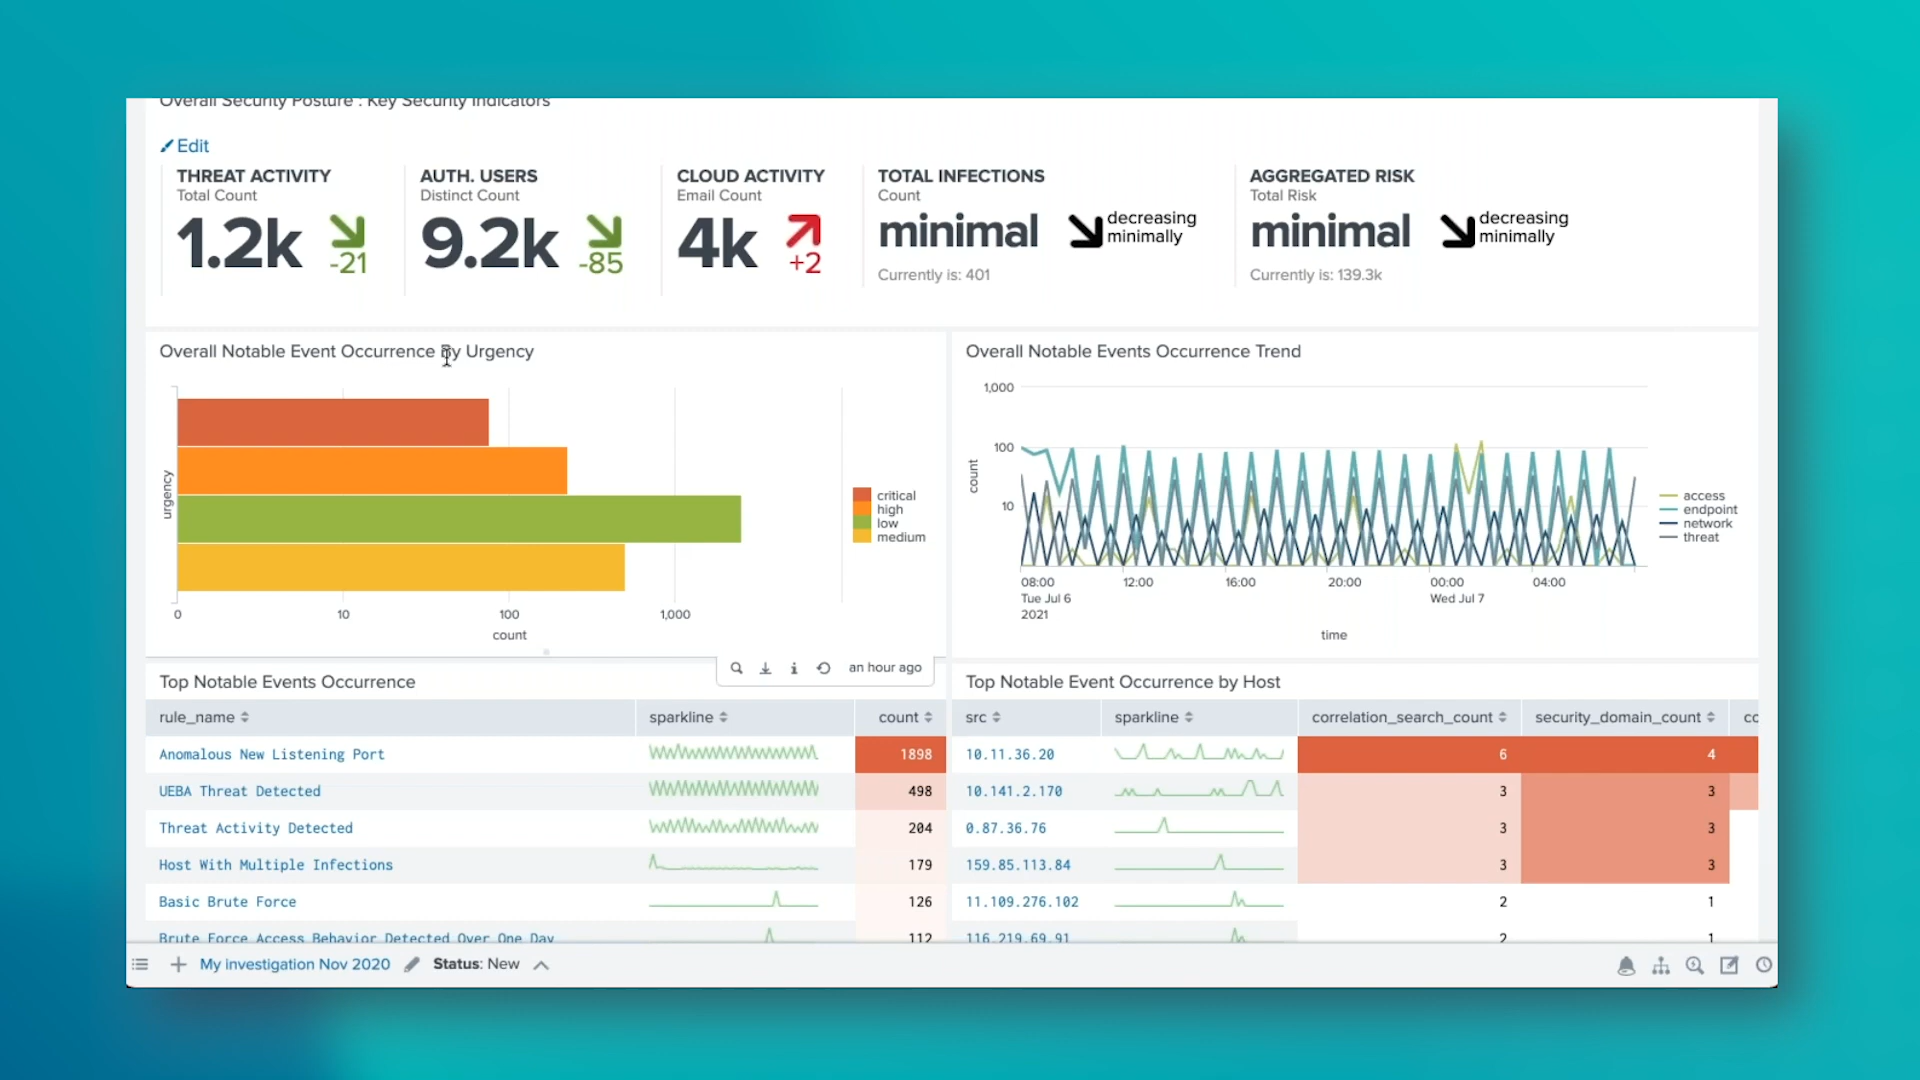 Overall Security Posture : Key Security Indicators
Edit
THREAT ACTIVITY
Total Count
1.2k
-21
AUTH. USERS
Distinct Count
9.2k
-85
CLOUD ACTIVITY
Email Count
4k
+2
TOTAL INFECTIONS
Count
minimal
decreasing
minimally
Currently is: 401
AGGREGATED RISK
Total Risk
minimal
decreasing
minimally
Currently is: 139.3k
Overall Notable Event Occurrence By Urgency
urgency
critical
high
low
medium
0 10 100 1,000
count
Overall Notable Events Occurrence Trend
1,000
100
10
count
access
endpoint
network
threat
08:00 12:00 16:00 20:00 00:00 04:00
Tue Jul 6 Wed Jul 7
2021
time
an hour ago
Top Notable Events Occurrence
rule_name sparkline count
Anomalous New Listening Port 1898
UEBA Threat Detected 498
Threat Activity Detected 204
Host With Multiple Infections 179
Basic Brute Force 126
Brute Force Access Behavior Detected Over One Day 112
Top Notable Event Occurrence by Host
src sparkline correlation_search_count security_domain_count co
10.11.36.20 6 4
10.141.2.170 3 3
0.87.36.76 3 3
159.85.113.84 3 3
11.109.276.102 2 1
116.219.69.91 2 1
My investigation Nov 2020 Status: New